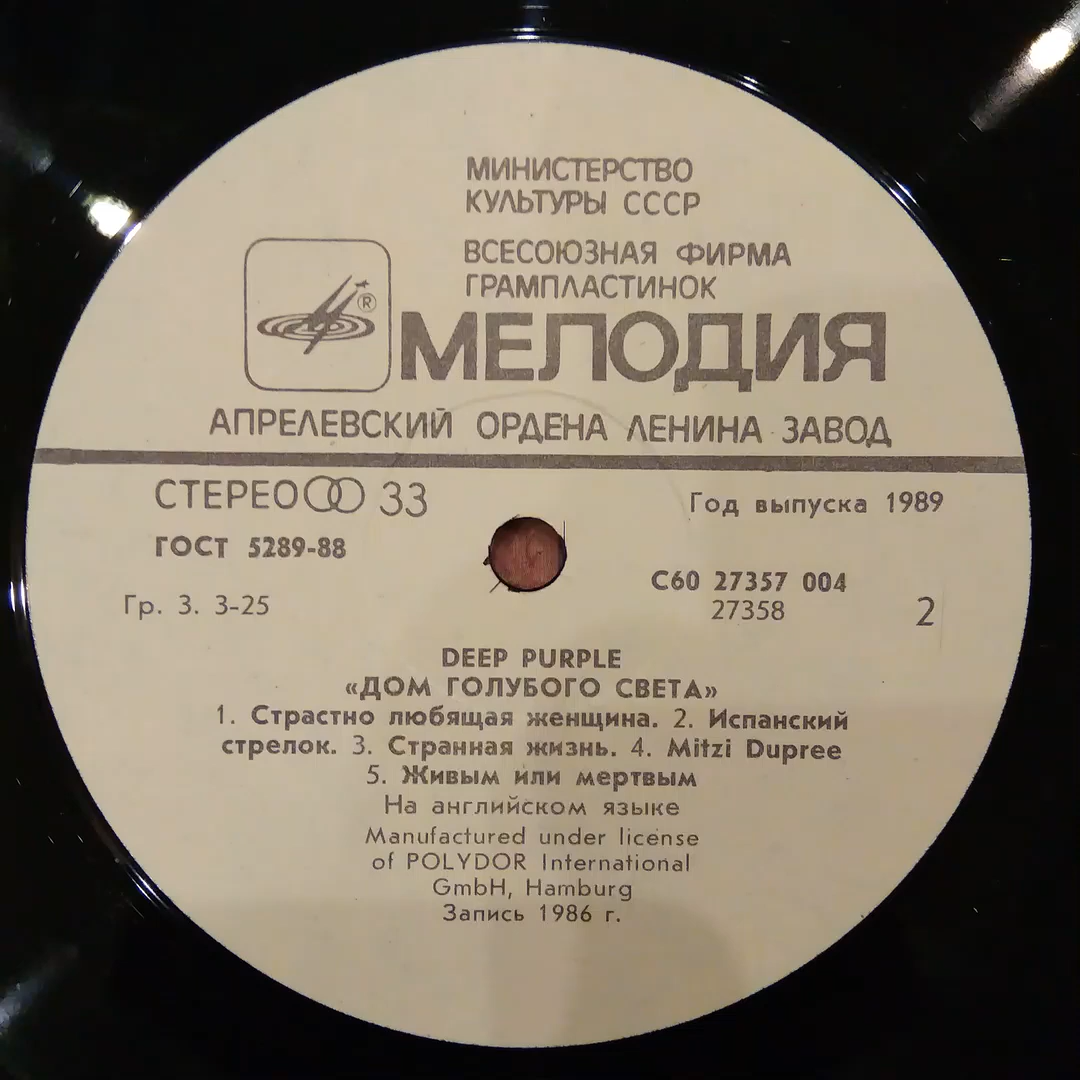 МИНИСТЕРСТВО
КУЛЬТУРЫ СССР
ВСЕСОЮЗНАЯ ФИРМА
ГРАМПЛАСТИНОК
®
МЕЛОДИЯ
АПРЕЛЕВСКИЙ ОРДЕНА ЛЕНИНА ЗАВОД
СТЕРЕО 33
Год выпуска 1989
ГОСТ 5289-88
С60 27357 004
Гр. 3. 3-25
27358
2
DEEP PURPLE
«ДОМ ГОЛУБОГО СВЕТА»
1. Страстно любящая женщина. 2. Испанский
стрелок. 3. Странная жизнь. 4. Mitzi Dupree
5. Живым или мертвым
На английском языке
Manufactured under license
of POLYDOR International
GmbH, Hamburg
Запись 1986 г.